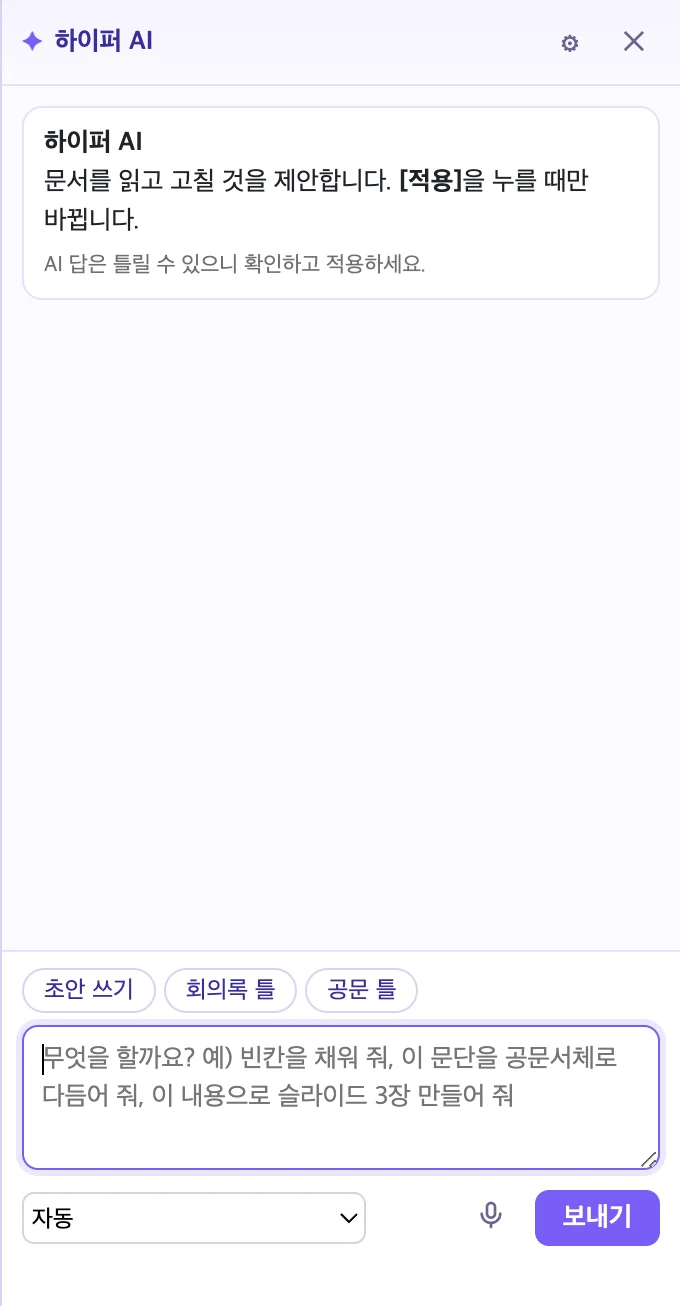 하이퍼 AI
하이퍼 AI
문서를 읽고 고칠 것을 제안합니다. [적용]을 누를 때만
바뀝니다.
AI 답은 틀릴 수 있으니 확인하고 적용하세요.
초안 쓰기 회의록 틀 공문 틀
무엇을 할까요? 예) 빈칸을 채워 줘, 이 문단을 공문서체로
다듬어 줘, 이 내용으로 슬라이드 3장 만들어 줘
자동 보내기